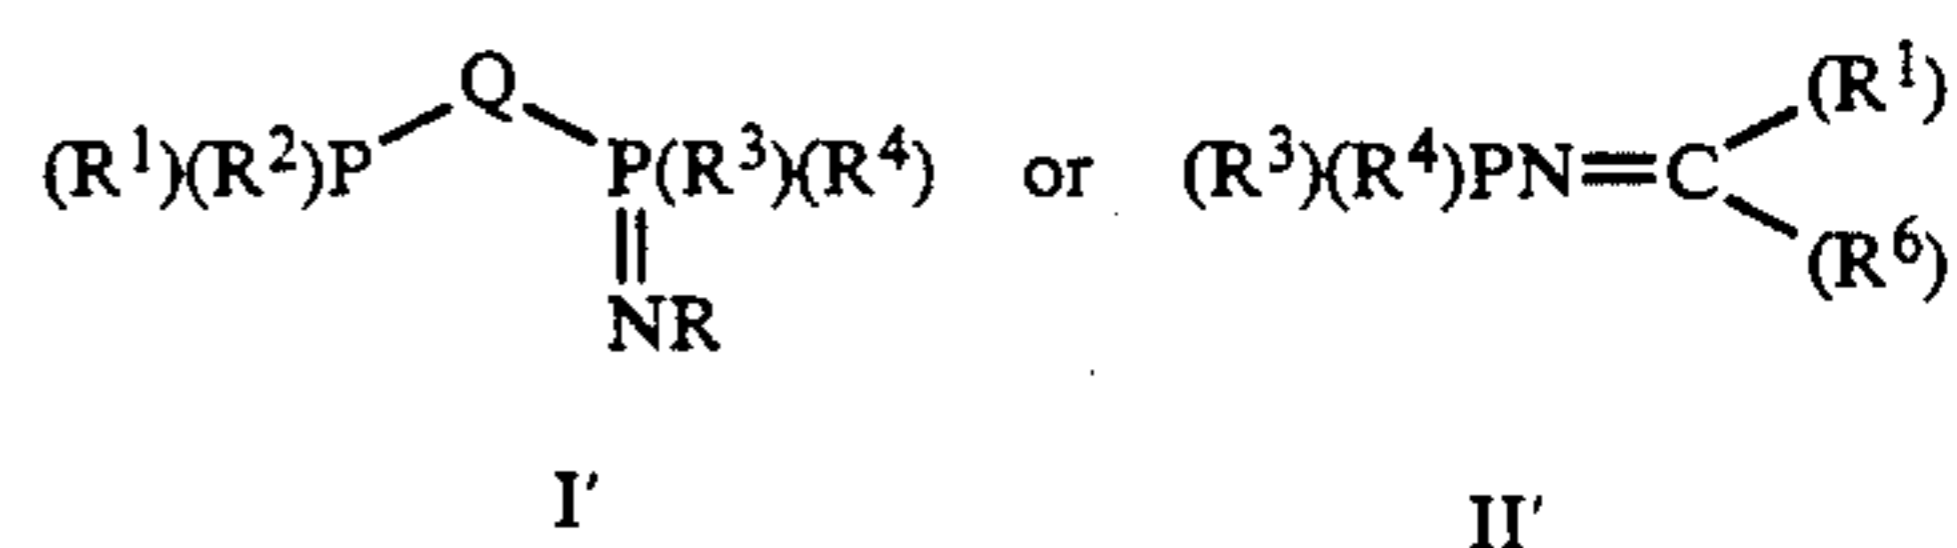 Q
(R¹)(R²)P P(R³)(R⁴) or (R³)(R⁴)PN=C (R¹)
(R⁶)
NR
I′ II′